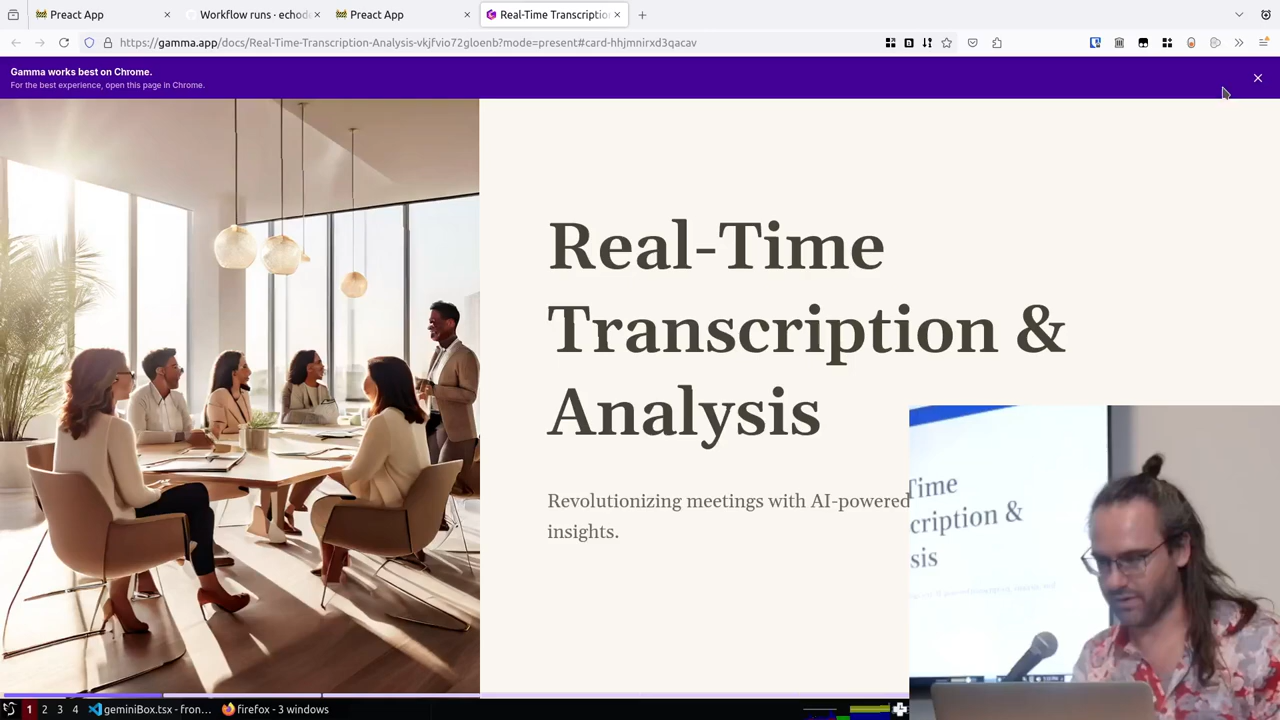 Preact App
Workflow runs · echod
Preact App
Real-Time Transcriptio
https://gamma.app/docs/Real-Time-Transcription-Analysis-vkjfvio72gloenb?mode=present#card-hhjmnirxd3qacav
Gamma works best on Chrome.
For the best experience, open this page in Chrome.
Real-Time
Transcription &
Analysis
Revolutionizing meetings with AI-powered
insights.
Time
cription &
sis
1 2 3 4 geminiBox.tsx - fron... firefox - 3 windows